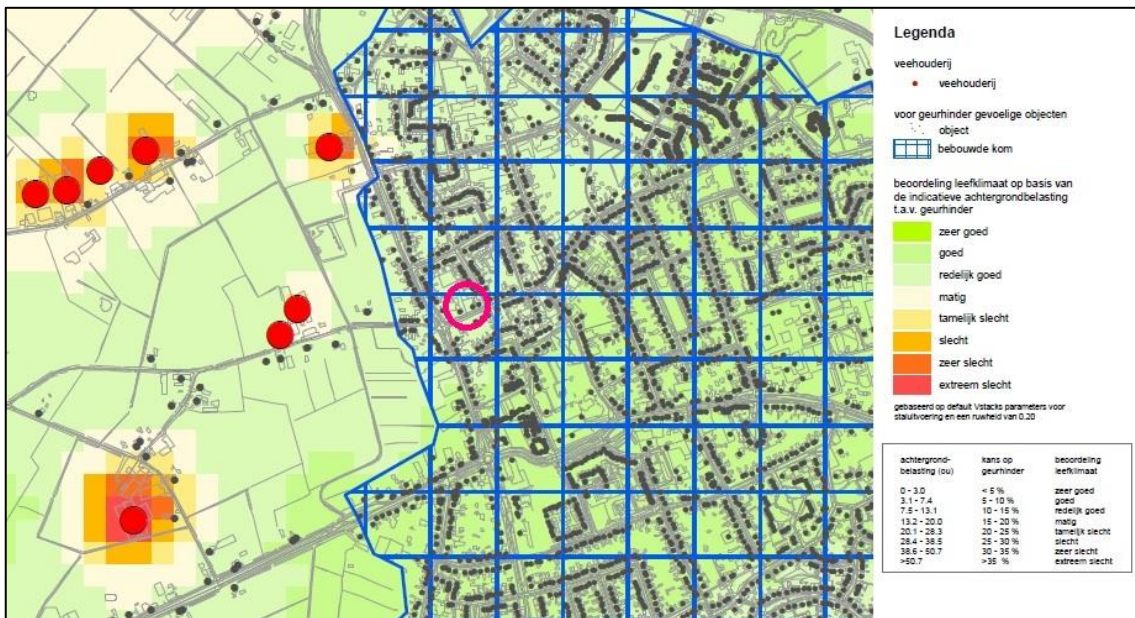 Legenda
veehouderij
veehouderij
voor geurhinder gevoelige objecten
object
bebouwde kom
beoordeling leefklimaat op basis van
de indicatieve achtergrondbelasting
t.a.v. geurhinder
zeer goed
goed
redelijk goed
matig
tamelijk slecht
slecht
zeer slecht
extreem slecht
gebaseerd op default Vstacks parameters voor
staluitvoering en een ruwheid van 0.20
achtergrond- kans op beoordeling
belasting (ou) geurhinder leefklimaat
0 - 3.0 < 5 % zeer goed
3.1 - 7.4 5 - 10 % goed
7.5 - 13.1 10 - 15 % redelijk goed
13.2 - 20.0 15 - 20 % matig
20.1 - 28.3 20 - 25 % tamelijk slecht
28.4 - 38.5 25 - 30 % slecht
38.6 - 50.7 30 - 35 % zeer slecht
>50.7 >35 % extreem slecht